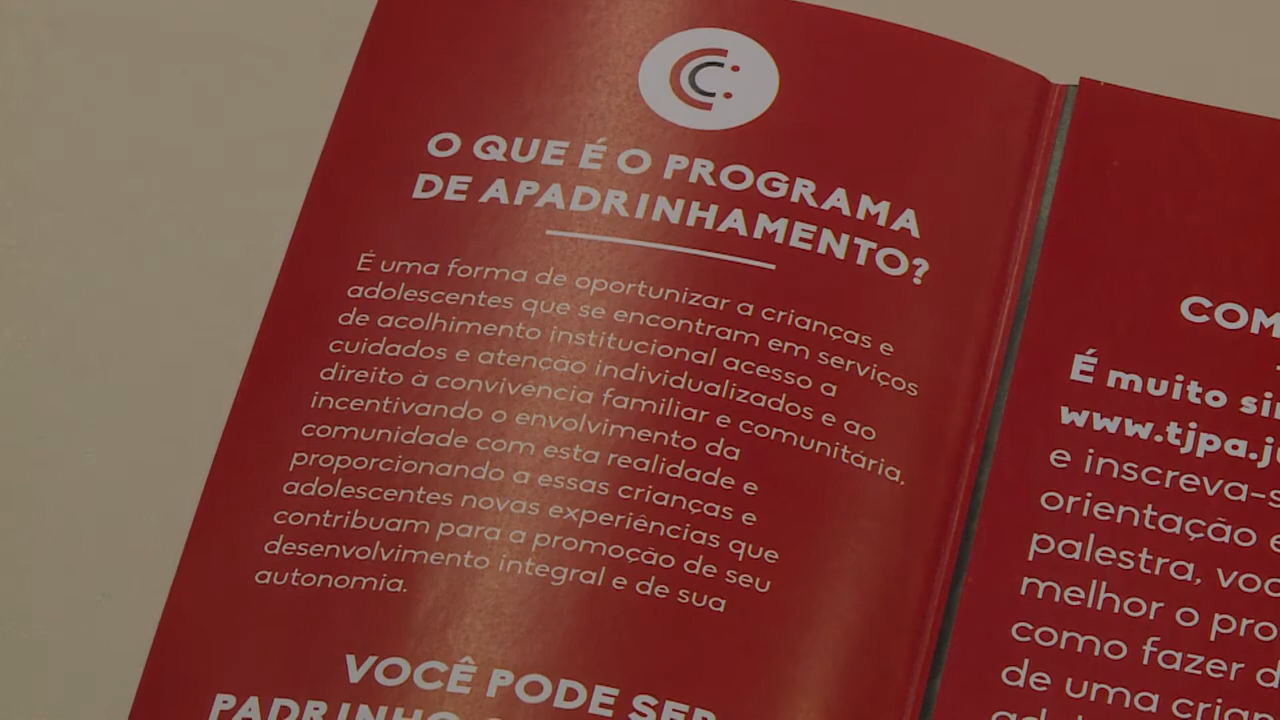 O QUE É O PROGRAMA
DE APADRINHAMENTO?
É uma forma de oportunizar a crianças e
adolescentes que se encontram em serviços
de acolhimento institucional acesso a
cuidados e atenção individualizados e ao
direito à convivência familiar e comunitária,
incentivando o envolvimento da
comunidade com esta realidade e
proporcionando a essas crianças e
adolescentes novas experiências que
contribuam para a promoção de seu
desenvolvimento integral e de sua
autonomia.
VOCÊ PODE SER
PADRINHO
É muito
www.tjpa.
e inscreva-s
orientação e
palestra,
melhor o
como fazer
de uma